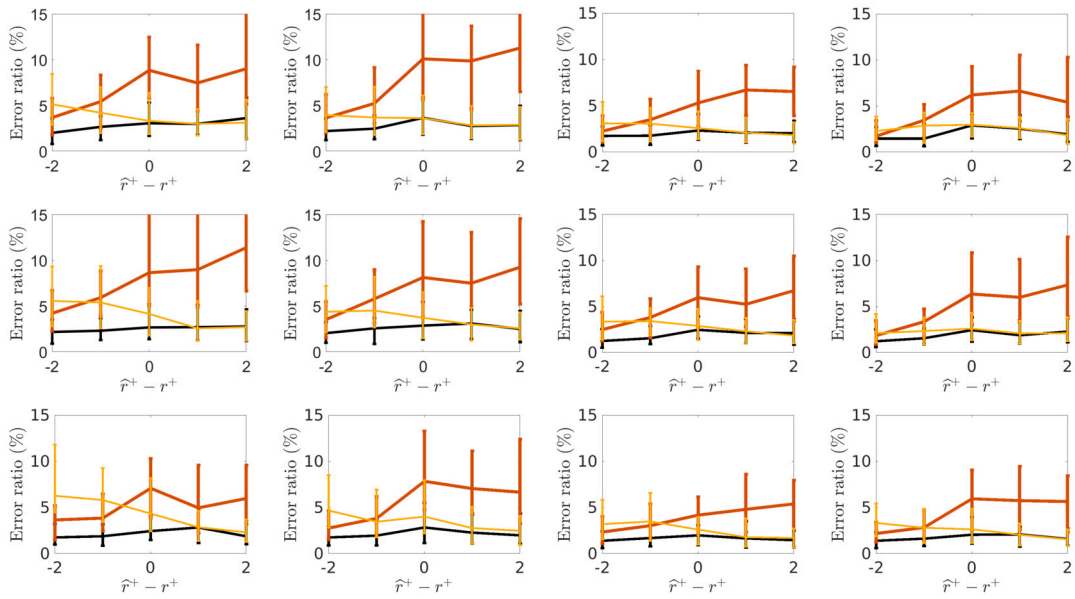 15 15 15 15
10 10 10 10
5 5 5 5
0 0 0 0
-2 0 2 -2 0 2 -2 0 2 -2 0 2
Error ratio (%) Error ratio (%) Error ratio (%) Error ratio (%)
r̂⁺ − r⁺ r̂⁺ − r⁺ r̂⁺ − r⁺ r̂⁺ − r⁺
15 15 15 15
10 10 10 10
5 5 5 5
0 0 0 0
-2 0 2 -2 0 2 -2 0 2 -2 0 2
Error ratio (%) Error ratio (%) Error ratio (%) Error ratio (%)
r̂⁺ − r⁺ r̂⁺ − r⁺ r̂⁺ − r⁺ r̂⁺ − r⁺
15 15 15 15
10 10 10 10
5 5 5 5
0 0 0 0
-2 0 2 -2 0 2 -2 0 2 -2 0 2
Error ratio (%) Error ratio (%) Error ratio (%) Error ratio (%)
r̂⁺ − r⁺ r̂⁺ − r⁺ r̂⁺ − r⁺ r̂⁺ − r⁺